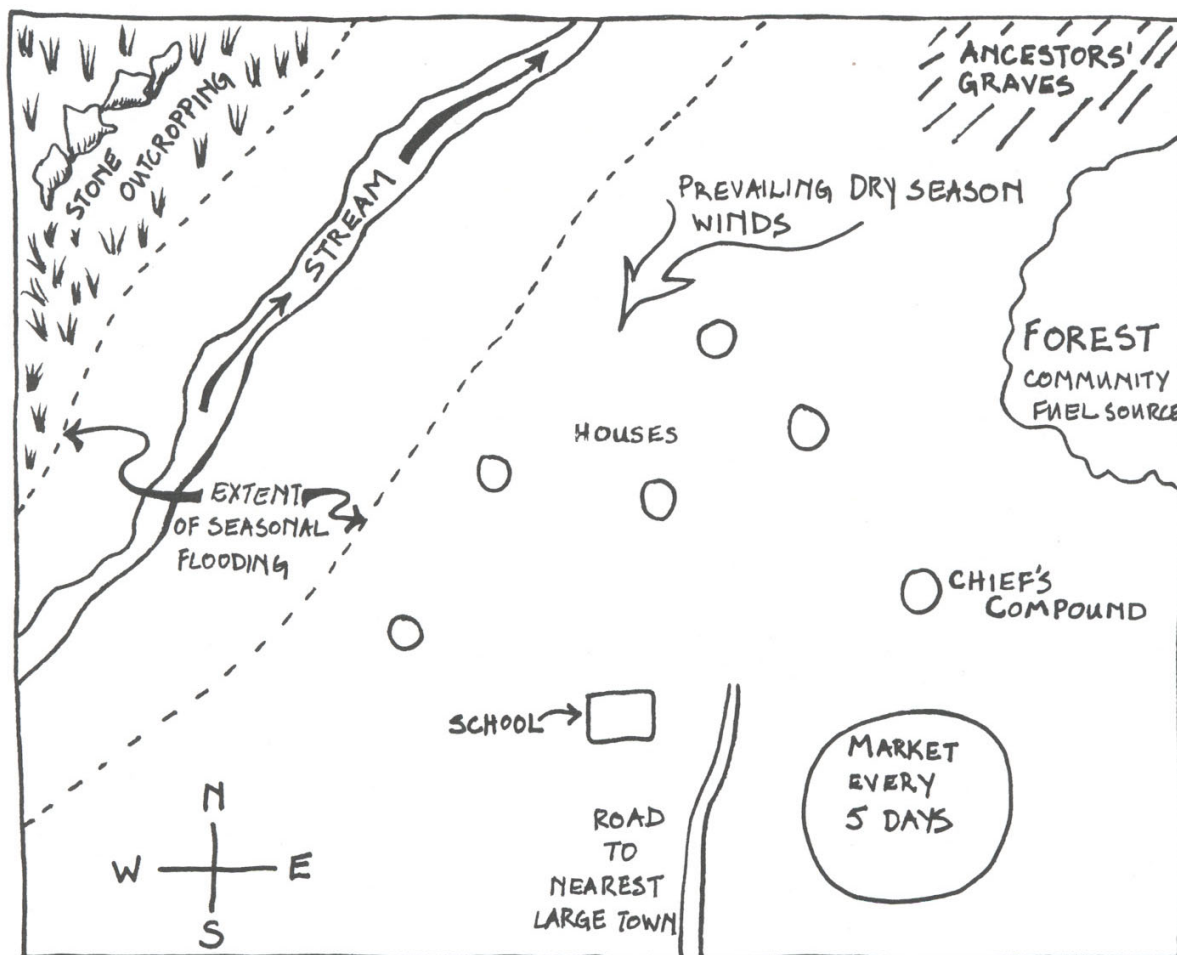 ANCESTORS'
GRAVES
STONE
OUTCROPPING
STREAM
PREVAILING DRY SEASON
WINDS
FOREST
COMMUNITY
FUEL SOURCE
HOUSES
EXTENT
OF SEASONAL
FLOODING
CHIEF'S
COMPOUND
SCHOOL
MARKET
EVERY
5 DAYS
ROAD
TO
NEAREST
LARGE TOWN
N
W E
S